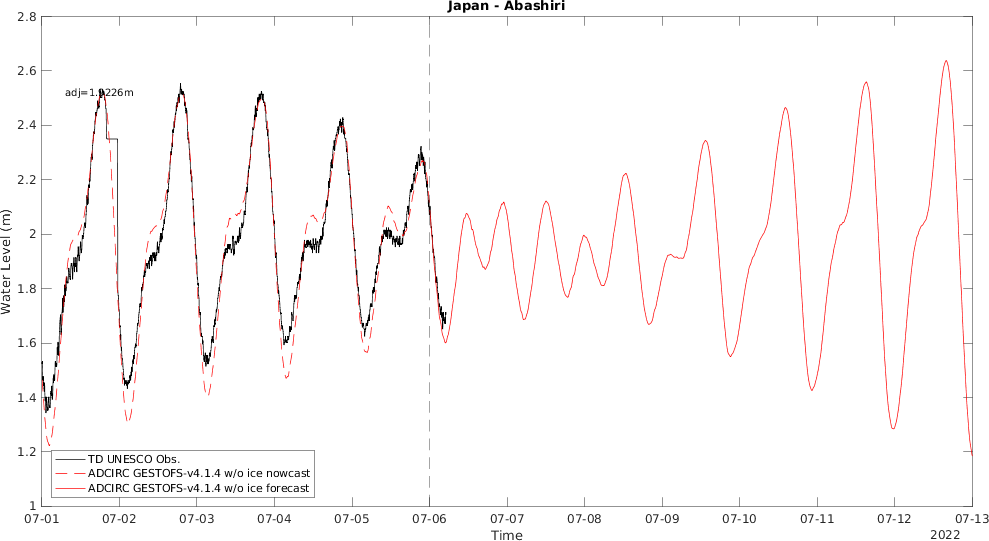 Japan - Abashiri
2.8
2.6
2.4
2.2
2
1.8
1.6
1.4
1.2
1
Water Level (m)
TD UNESCO Obs.
ADCIRC GESTOFS-v4.1.4 w/o ice nowcast
ADCIRC GESTOFS-v4.1.4 w/o ice forecast
07-01 07-02 07-03 07-04 07-05 07-06 07-07 07-08 07-09 07-10 07-11 07-12 07-13
Time
2022